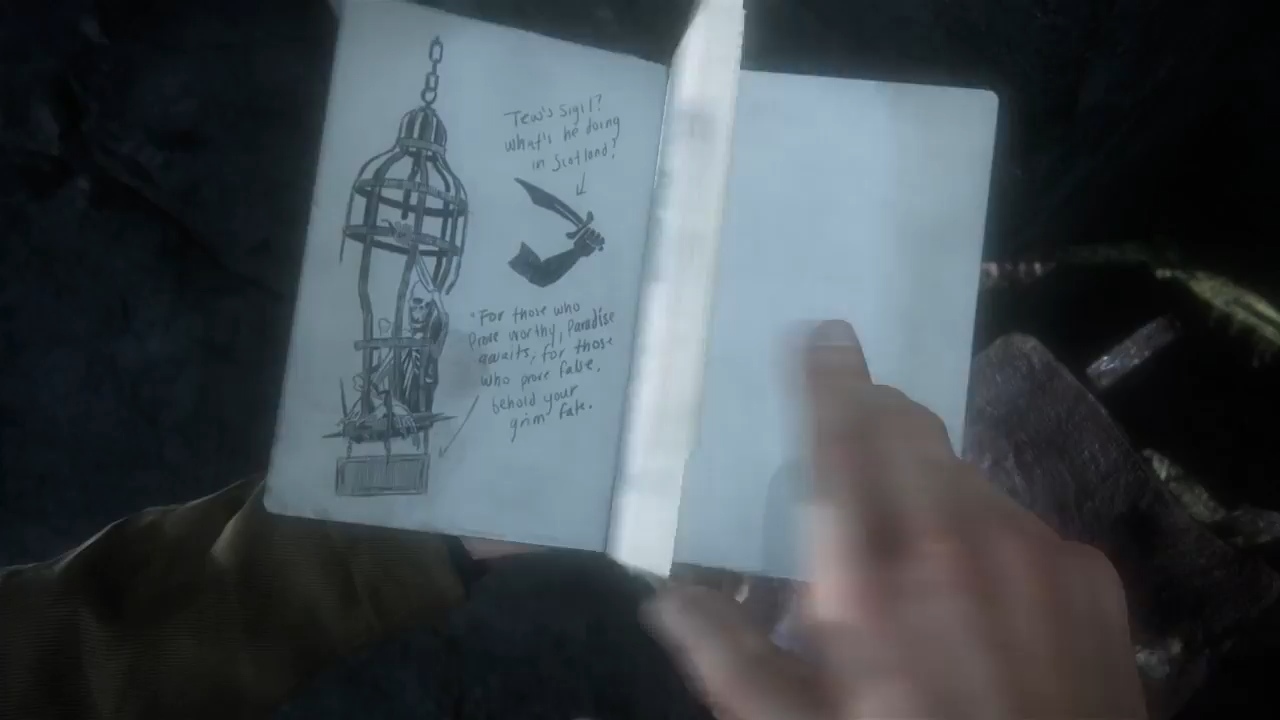 Tew's Sigil?
What's he doing
in Scotland?
"For those who
Prove worthy, Paradise
awaits, for those
who prove false,
behold your
grim fate.